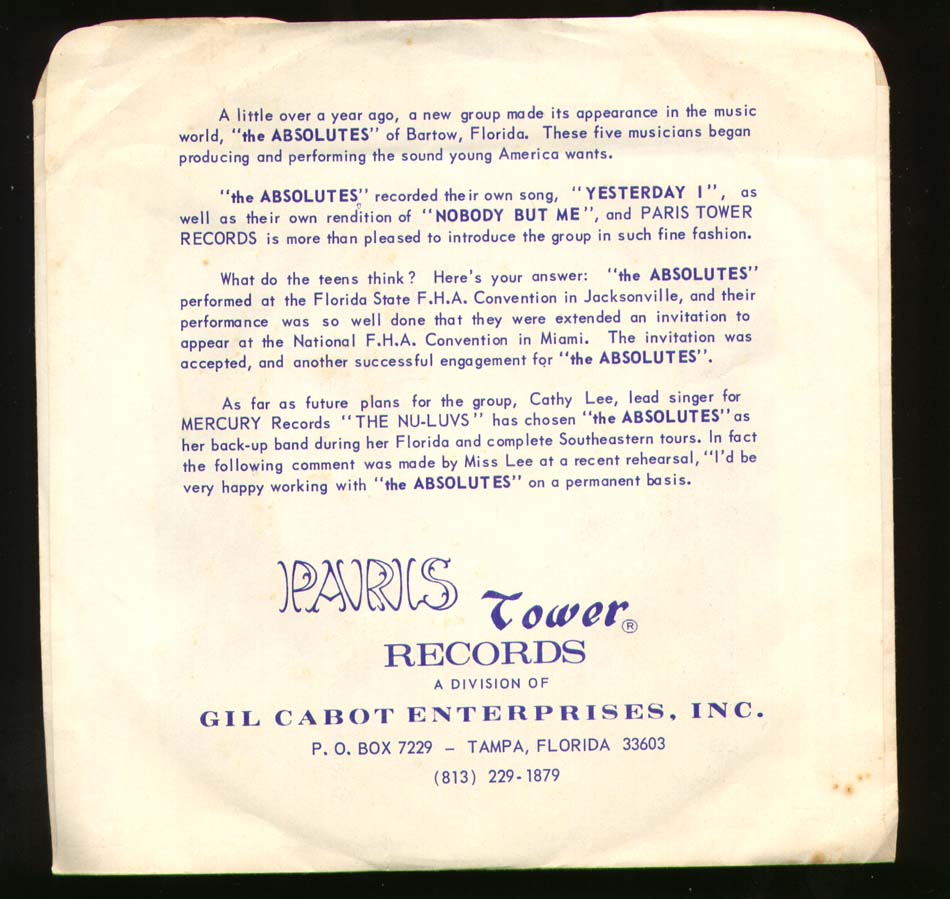 A little over a year ago, a new group made its appearance in the music
world, "the ABSOLUTES" of Bartow, Florida. These five musicians began
producing and performing the sound young America wants.
"the ABSOLUTES" recorded their own song, "YESTERDAY I", as
well as their own rendition of "NOBODY BUT ME", and PARIS TOWER
RECORDS is more than pleased to introduce the group in such fine fashion.
What do the teens think? Here's your answer: "the ABSOLUTES"
performed at the Florida State F.H.A. Convention in Jacksonville, and their
performance was so well done that they were extended an invitation to
appear at the National F.H.A. Convention in Miami. The invitation was
accepted, and another successful engagement for "the ABSOLUTES".
As far as future plans for the group, Cathy Lee, lead singer for
MERCURY Records "THE NU-LUVS" has chosen "the ABSOLUTES" as
her back-up band during her Florida and complete Southeastern tours. In fact
the following comment was made by Miss Lee at a recent rehearsal, "I'd be
very happy working with "the ABSOLUTES" on a permanent basis.
PARIS Tower ®
RECORDS
A DIVISION OF
GIL CABOT ENTERPRISES, INC.
P. O. BOX 7229 – TAMPA, FLORIDA 33603
(813) 229-1879